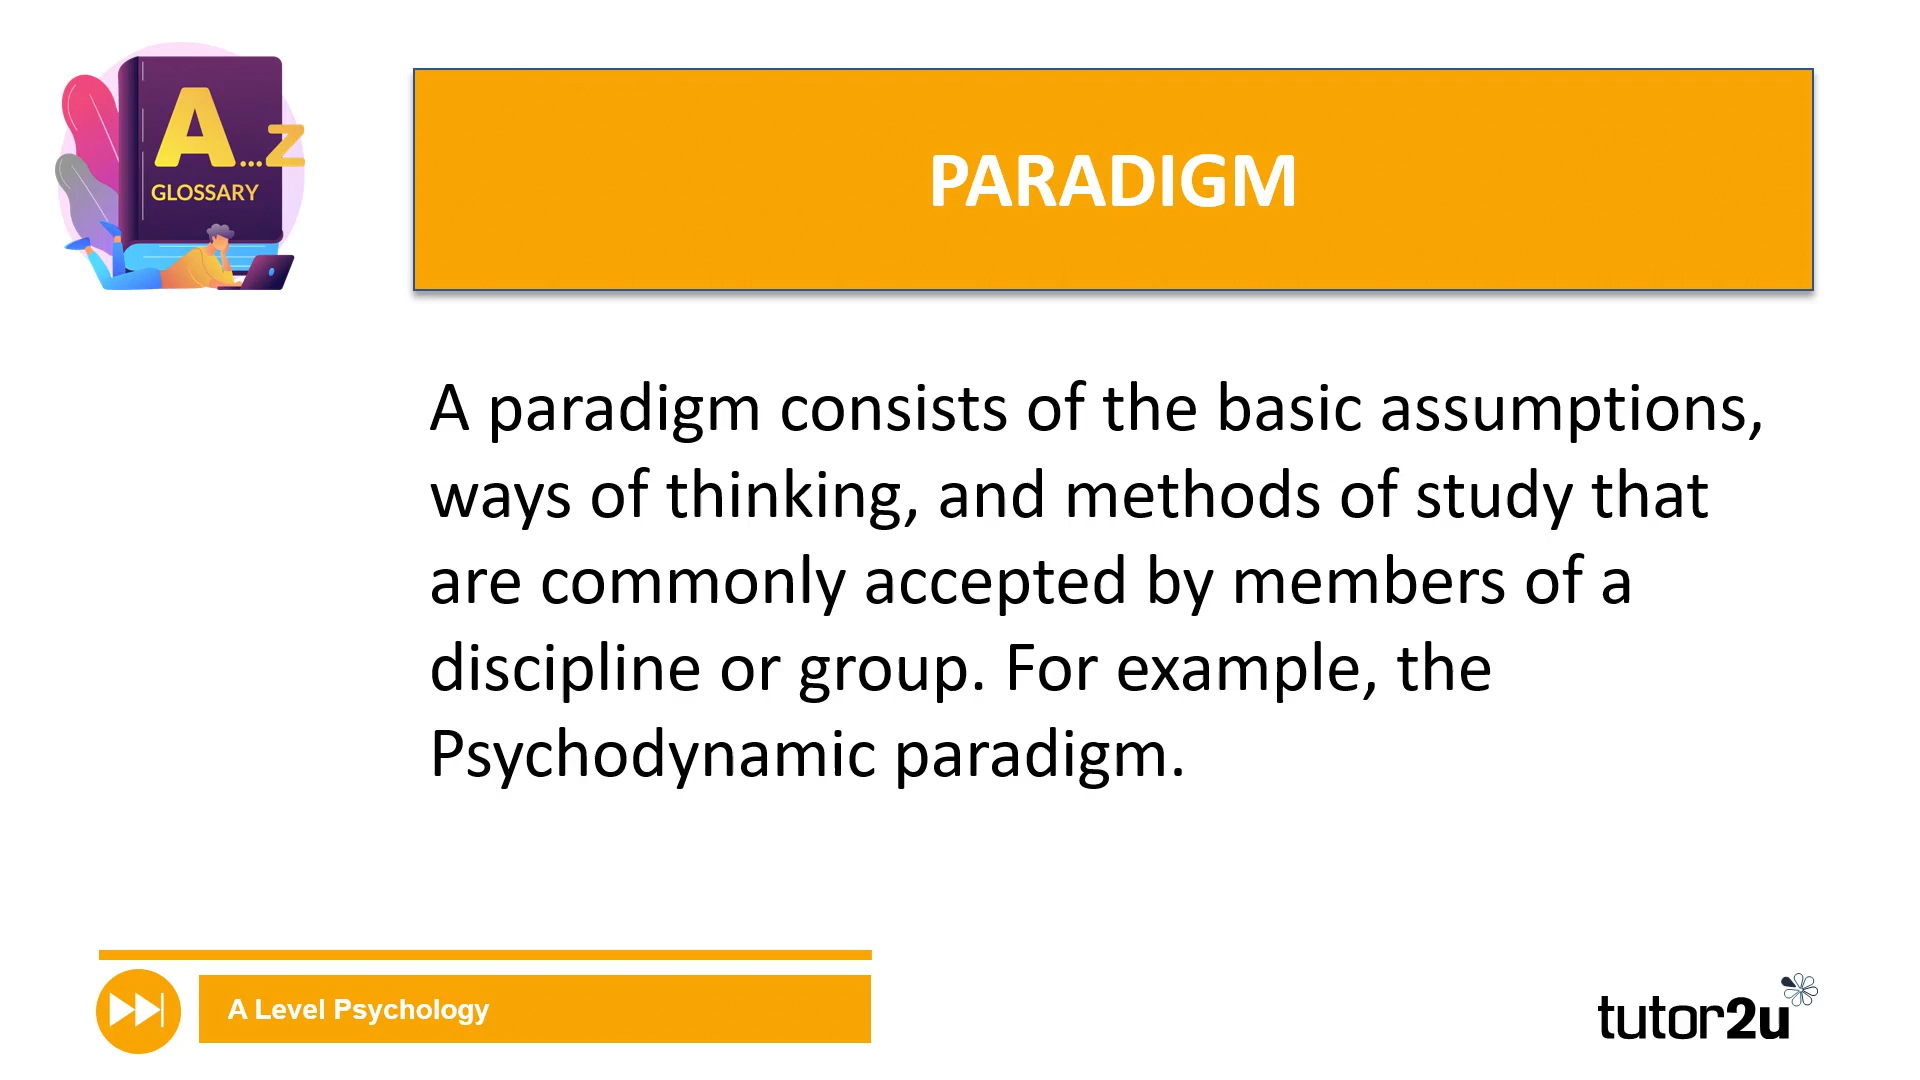 A...Z
GLOSSARY
PARADIGM
A paradigm consists of the basic assumptions,
ways of thinking, and methods of study that
are commonly accepted by members of a
discipline or group. For example, the
Psychodynamic paradigm.
A Level Psychology
tutor2u